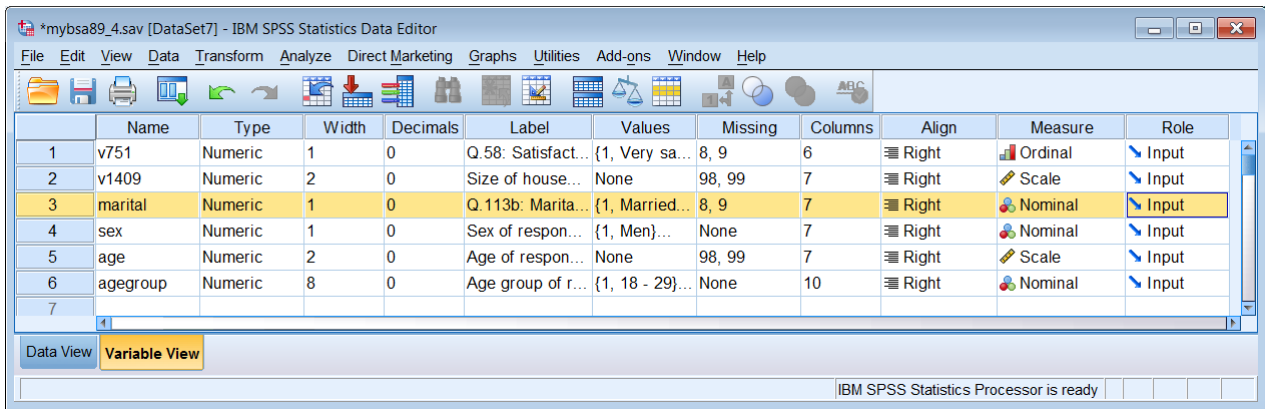 *mybsa89_4.sav [DataSet7] - IBM SPSS Statistics Data Editor
File Edit View Data Transform Analyze Direct Marketing Graphs Utilities Add-ons Window Help
Name Type Width Decimals Label Values Missing Columns Align Measure Role
1 v751 Numeric 1 0 Q.58: Satisfact... {1, Very sa... 8, 9 6 Right Ordinal Input
2 v1409 Numeric 2 0 Size of house... None 98, 99 7 Right Scale Input
3 marital Numeric 1 0 Q.113b: Marita... {1, Married... 8, 9 7 Right Nominal Input
4 sex Numeric 1 0 Sex of respon... {1, Men}... None 7 Right Nominal Input
5 age Numeric 2 0 Age of respon... None 98, 99 7 Right Scale Input
6 agegroup Numeric 8 0 Age group of r... {1, 18 - 29}... None 10 Right Nominal Input
7
Data View Variable View
IBM SPSS Statistics Processor is ready